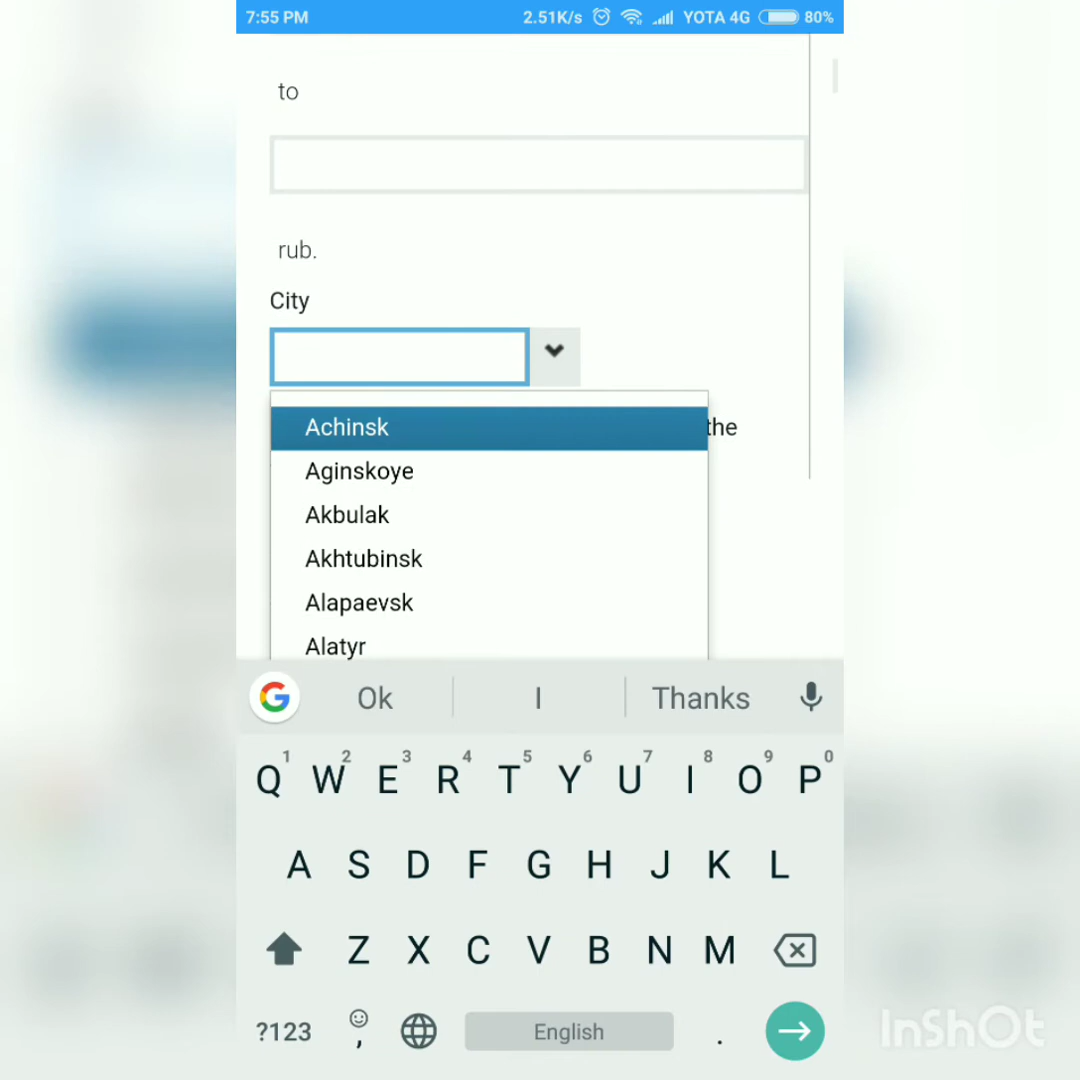 7:55 PM 2.51K/s YOTA 4G 80%
to
rub.
City
Achinsk
the
Aginskoye
Akbulak
Akhtubinsk
Alapaevsk
Alatyr
G Ok I Thanks
1 2 3 4 5 6 7 8 9 0
Q W E R T Y U I O P
A S D F G H J K L
Z X C V B N M
?123 , English .
InShOt